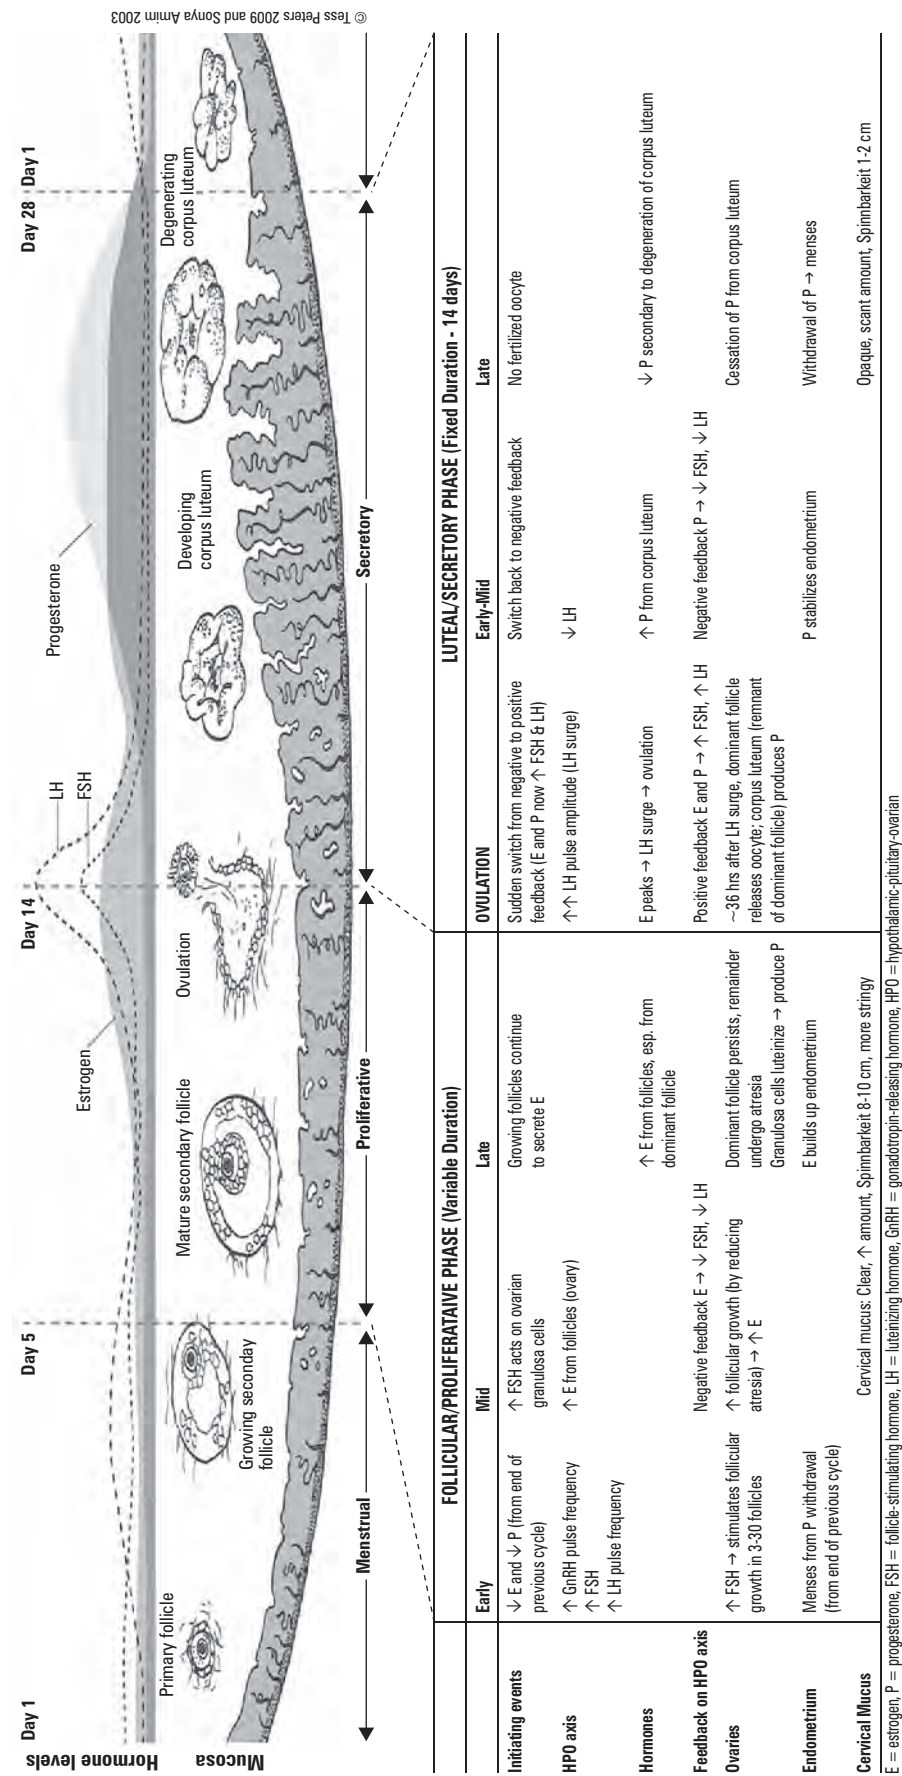 © Tess Peters 2009 and Sonya Amim 2003
Day 1
Day 5
Day 14
Day 28
Day 1
Hormone levels
Estrogen
LH
FSH
Progesterone
Mucosa
Primary follicle
Growing seconday
follicle
Mature secondary follicle
Ovulation
Developing
corpus luteum
Degenerating
corpus luteum
Menstrual
Proliferative
Secretory
FOLLICULAR/PROLIFERATAIVE PHASE (Variable Duration)
LUTEAL/SECRETORY PHASE (Fixed Duration - 14 days)
Early
Mid
Late
OVULATION
Early-Mid
Late
Initiating events
↓ E and ↓ P (from end of
previous cycle)
↑ FSH acts on ovarian
granulosa cells
Growing follicles continue
to secrete E
Sudden switch from negative to positive
feedback (E and P now ↑ FSH & LH)
Switch back to negative feedback
No fertilized oocyte
HPO axis
↑ GnRH pulse frequency
↑ FSH
↑ LH pulse frequency
↑ E from follicles (ovary)
↑↑ LH pulse amplitude (LH surge)
↓ LH
Hormones
↑ E from follicles, esp. from
dominant follicle
E peaks → LH surge → ovulation
↑ P from corpus luteum
↓ P secondary to degeneration of corpus luteum
Feedback on HPO axis
Negative feedback E → ↓ FSH, ↓ LH
Positive feedback E and P → ↑ FSH, ↑ LH
Negative feedback P → ↓ FSH, ↓ LH
Ovaries
↑ FSH → stimulates follicular
growth in 3-30 follicles
↑ follicular growth (by reducing
atresia) → ↑ E
Dominant follicle persists, remainder
undergo atresia
Granulosa cells luteinize → produce P
~36 hrs after LH surge, dominant follicle
releases oocyte; corpus luteum (remnant
of dominant follicle) produces P
Cessation of P from corpus luteum
Endometrium
Menses from P withdrawal
(from end of previous cycle)
E builds up endometrium
P stabilizes endometrium
Withdrawal of P → menses
Cervical Mucus
Cervical mucus: Clear, ↑ amount, Spinnbarkeit 8-10 cm, more stringy
Opaque, scant amount, Spinnbarkeit 1-2 cm
E = estrogen, P = progesterone, FSH = follicle-stimulating hormone, LH = luteinizing hormone, GnRH = gonadotropin-releasing hormone, HPO = hypothalamic-pituitary-ovarian